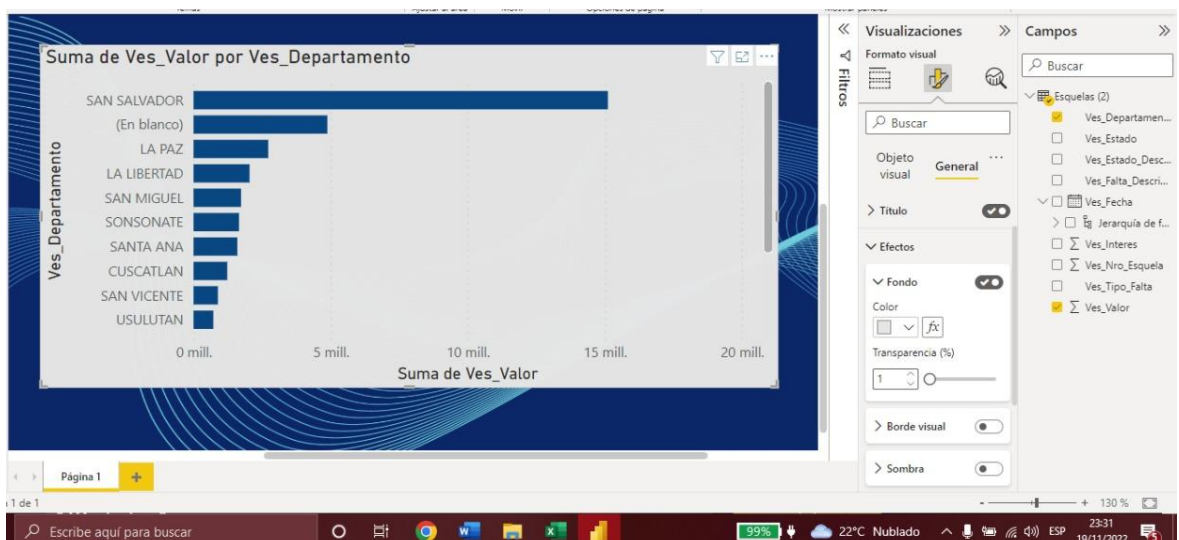 Suma de Ves_Valor por Ves_Departamento
Ves_Departamento
SAN SALVADOR
(En blanco)
LA PAZ
LA LIBERTAD
SAN MIGUEL
SONSONATE
SANTA ANA
CUSCATLAN
SAN VICENTE
USULUTAN
0 mill.
5 mill.
10 mill.
15 mill.
20 mill.
Suma de Ves_Valor
Filtros
Visualizaciones
Formato visual
Buscar
Objeto
visual
General
Título
Efectos
Fondo
Color
fx
Transparencia (%)
1
Borde visual
Sombra
Campos
Buscar
Esquelas (2)
Ves_Departamen...
Ves_Estado
Ves_Estado_Desc...
Ves_Falta_Descri...
Ves_Fecha
Jerarquía de f...
Ves_Interes
Ves_Nro_Esquela
Ves_Tipo_Falta
Ves_Valor
Página 1
1 de 1
130 %
Escribe aquí para buscar
99%
22°C Nublado
ESP
23:31
19/11/2022